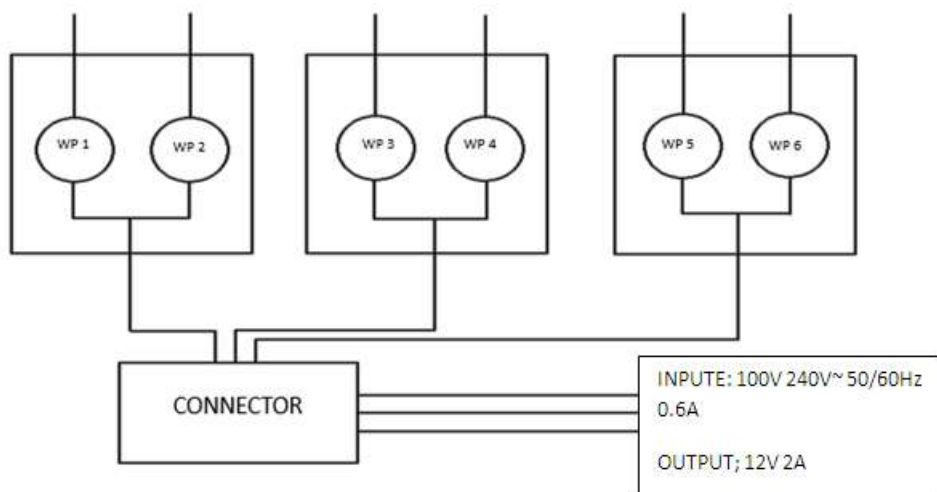 WP 1
WP 2
WP 3
WP 4
WP 5
WP 6
CONNECTOR
INPUTE; 100V 240V~ 50/60Hz
0.6A
OUTPUT; 12V 2A